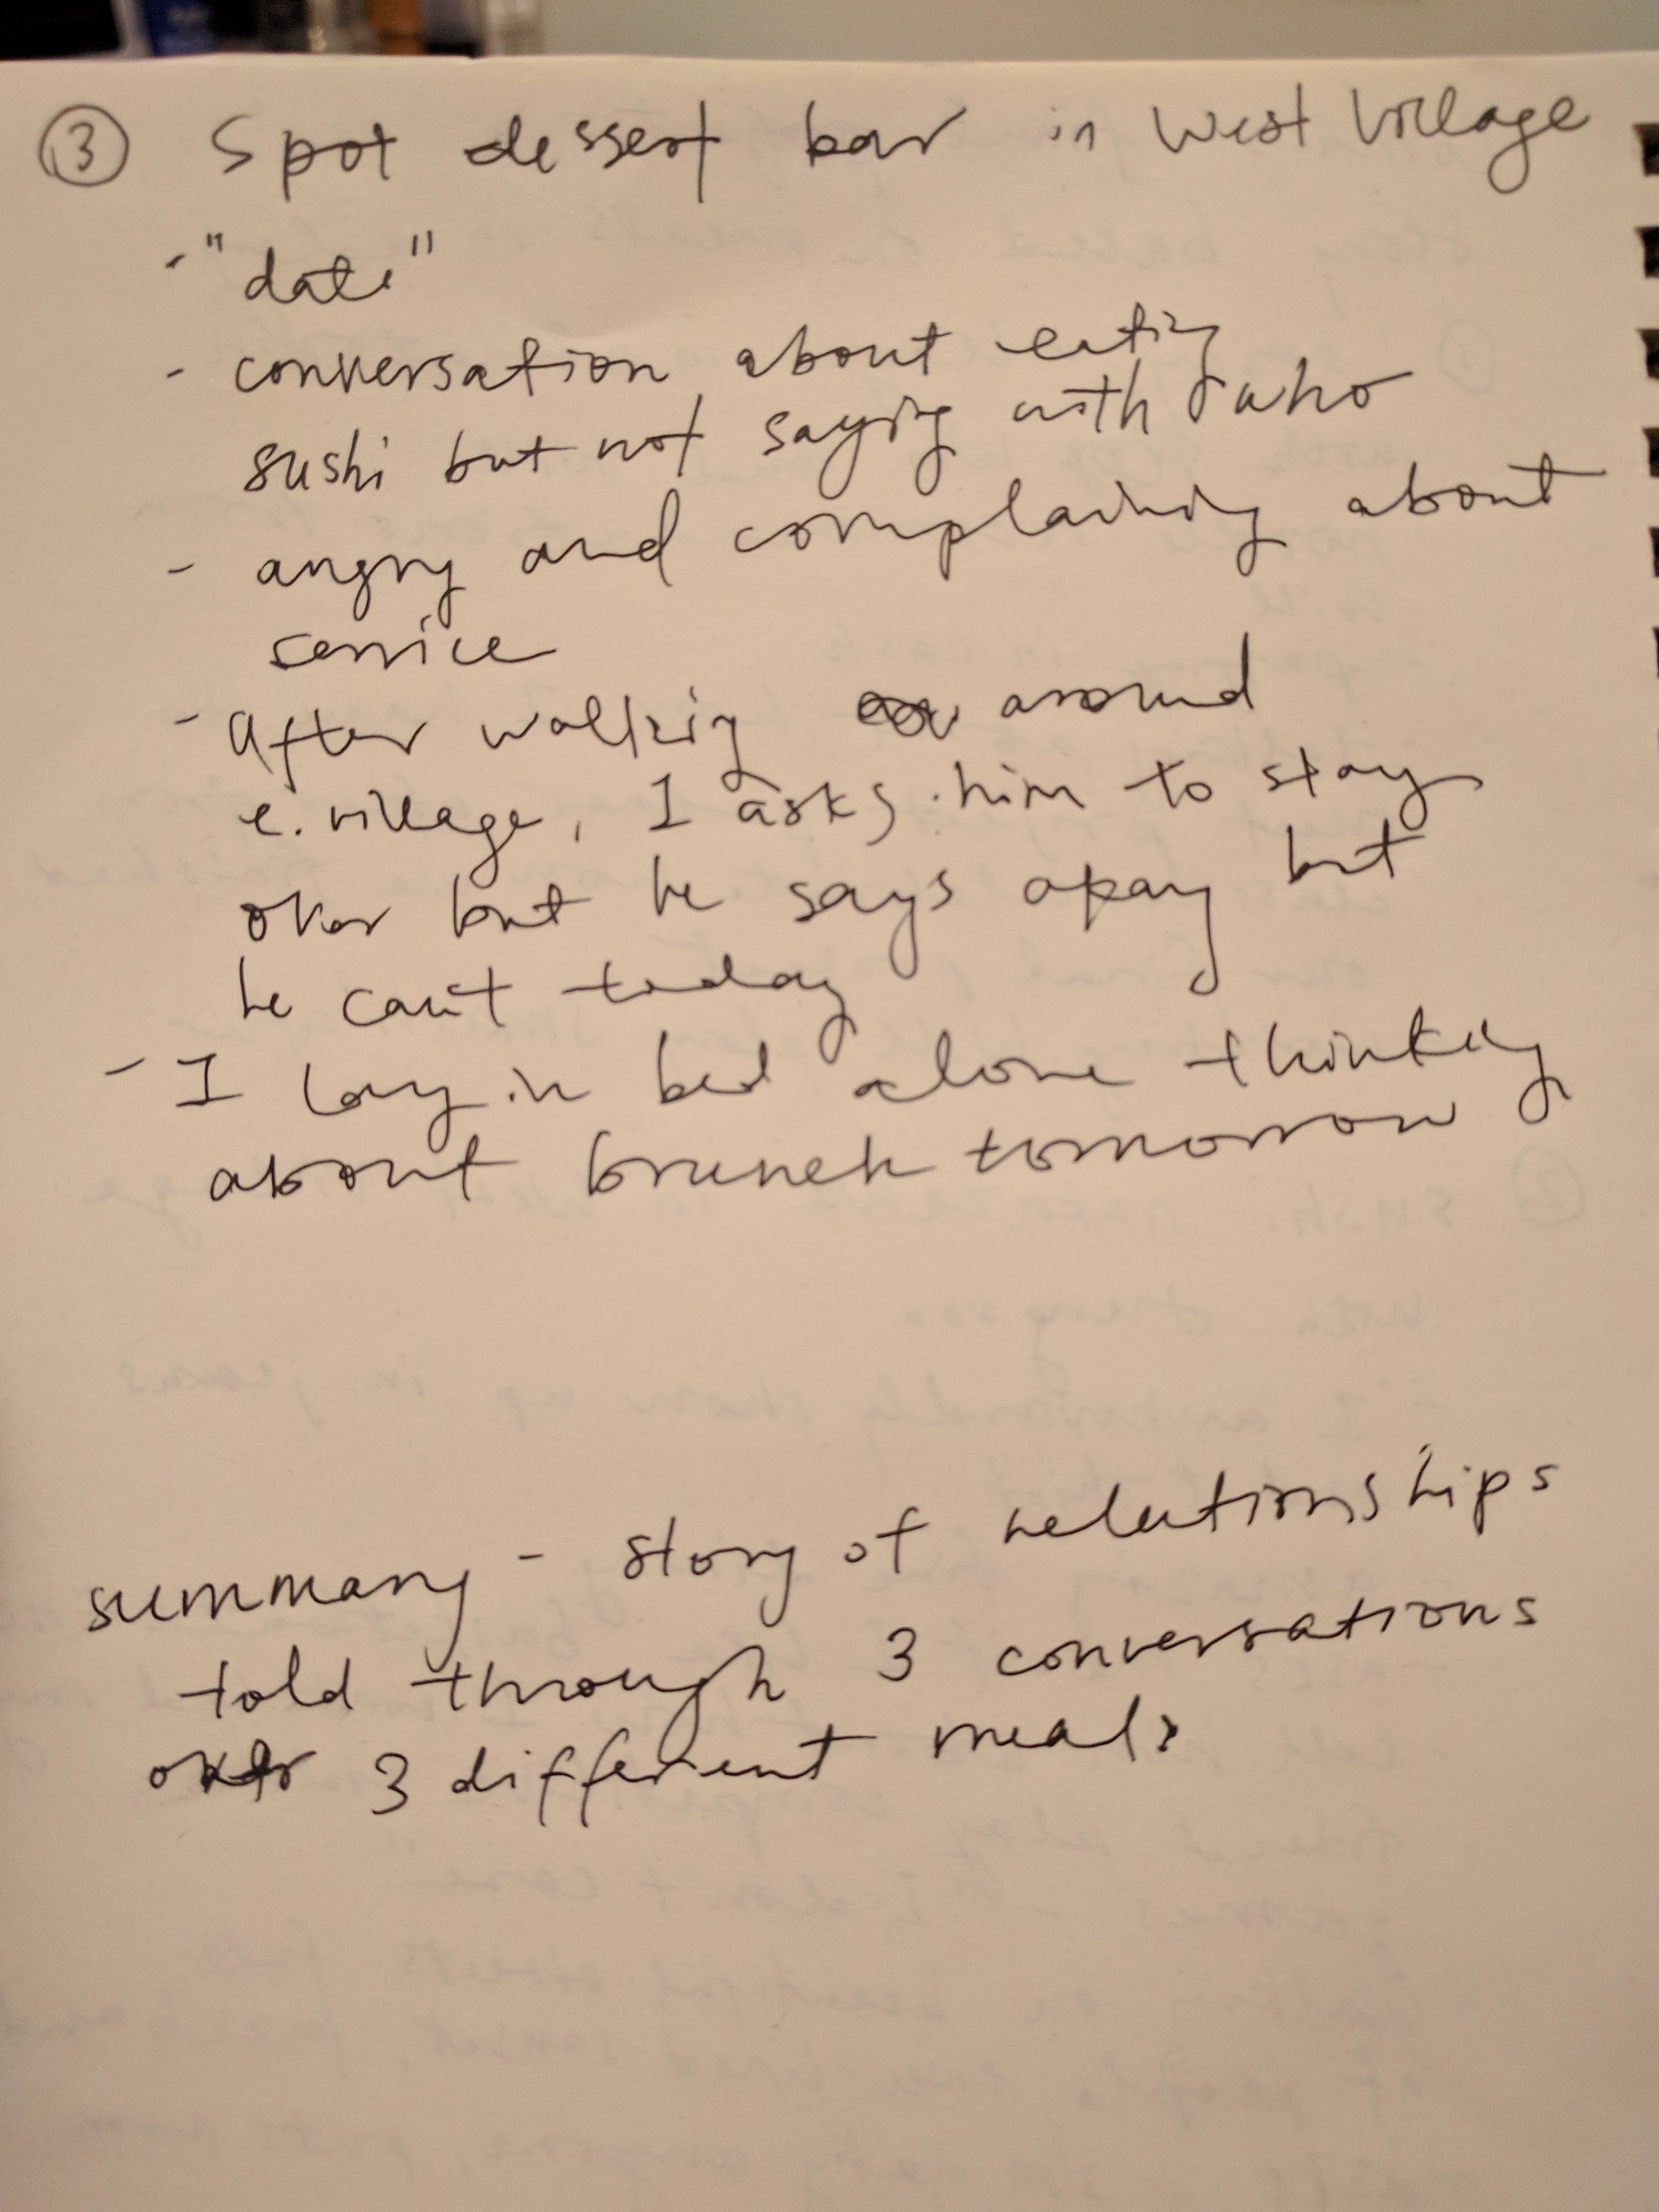 ③ Spot dessert bar in West Village
- "date"
- conversation about eating
sushi but not saying with who
- angry and complaining about
service
- After walking around
e. village, I asks him to stay
over but he says okay but
he can't today
- I lay in bed alone thinking
about brunch tomorrow
summary - story of relationships
told through 3 conversations
over 3 different meals